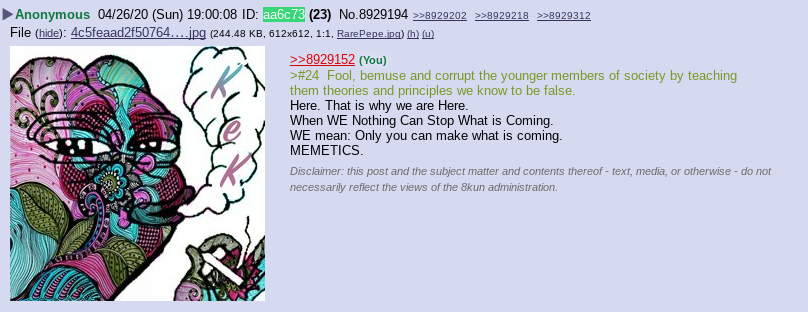 ▶Anonymous 04/26/20 (Sun) 19:00:08 ID: aa6c73 (23) No.8929194 >>8929202 >>8929218 >>8929312
File (hide): 4c5feaad2f50764….jpg (244.48 KB, 612x612, 1:1, RarePepe.jpg) (h) (u)
>>8929152 (You)
>#24 Fool, bemuse and corrupt the younger members of society by teaching
them theories and principles we know to be false.
Here. That is why we are Here.
When WE Nothing Can Stop What is Coming.
WE mean: Only you can make what is coming.
MEMETICS.
Disclaimer: this post and the subject matter and contents thereof - text, media, or otherwise - do not
necessarily reflect the views of the 8kun administration.
K
e
K